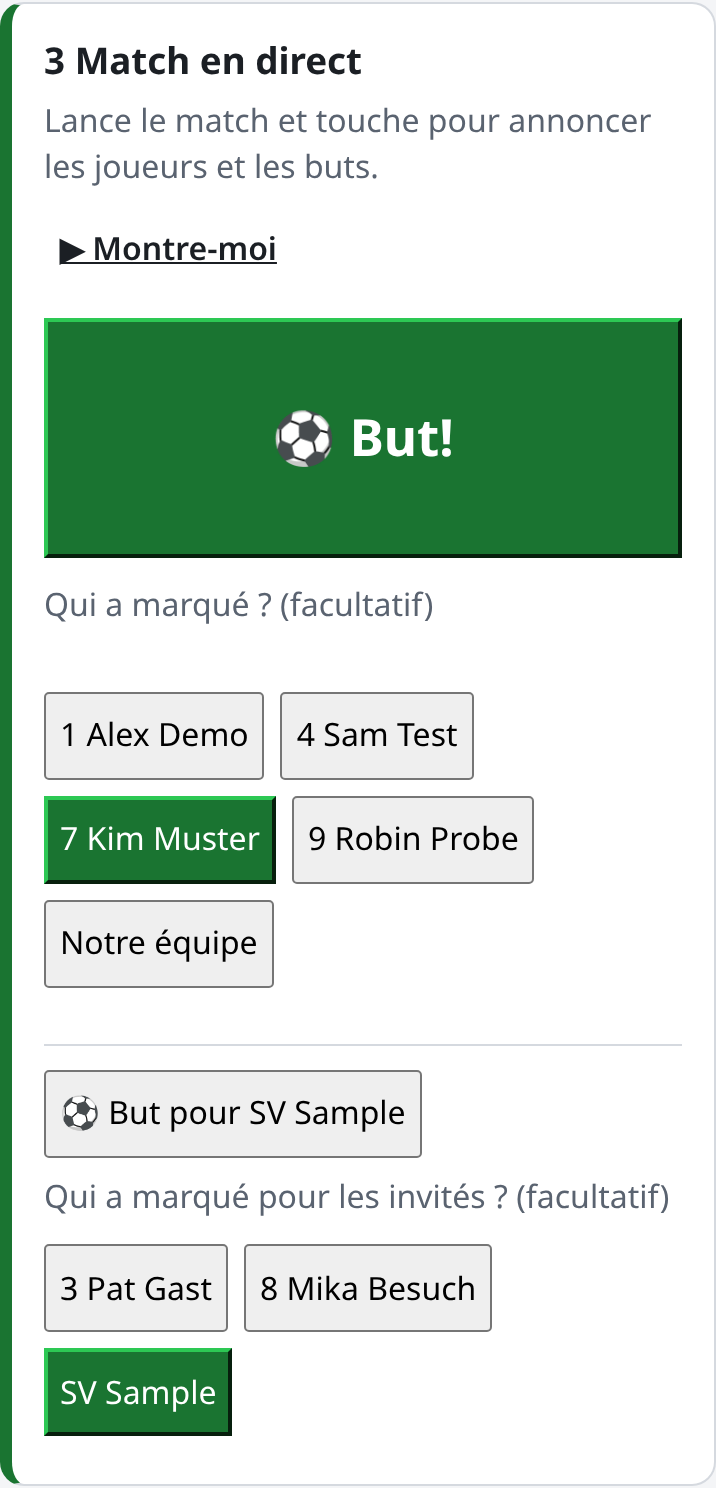 3 Match en direct
Lance le match et touche pour annoncer
les joueurs et les buts.
▶ Montre-moi
⚽ But!
Qui a marqué ? (facultatif)
1 Alex Demo
4 Sam Test
7 Kim Muster
9 Robin Probe
Notre équipe
⚽ But pour SV Sample
Qui a marqué pour les invités ? (facultatif)
3 Pat Gast
8 Mika Besuch
SV Sample